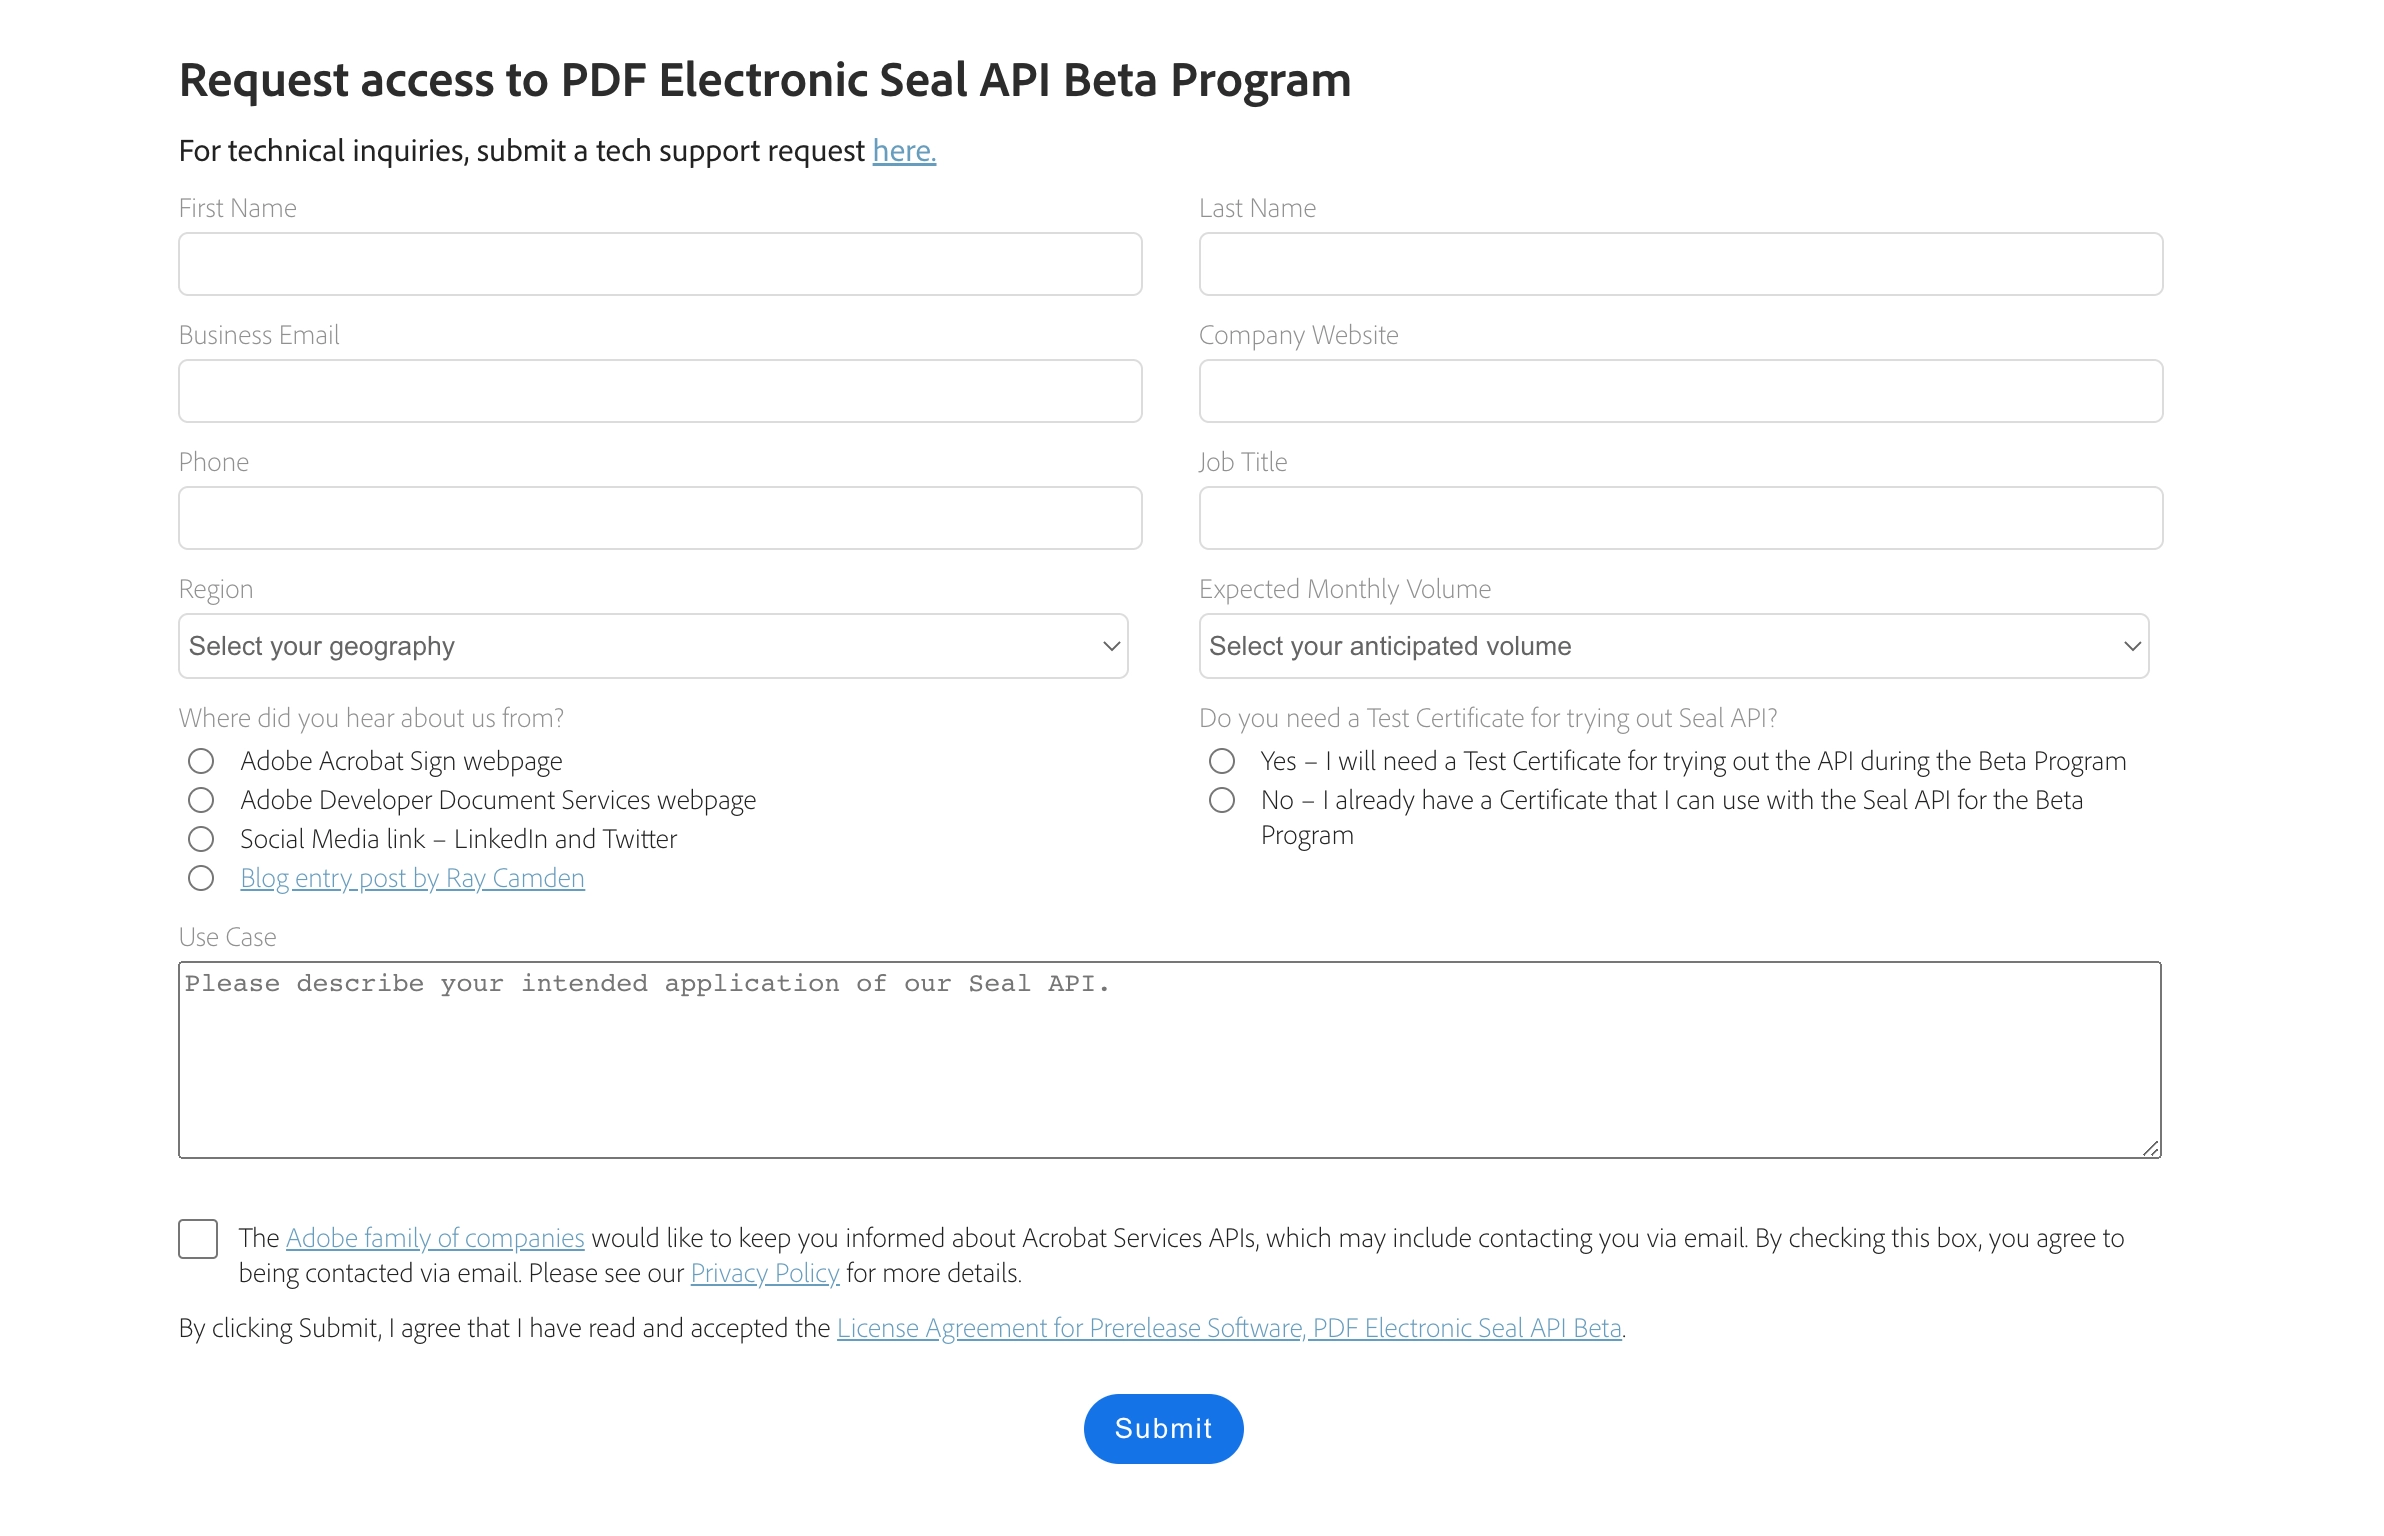 Request access to PDF Electronic Seal API Beta Program
For technical inquiries, submit a tech support request here.
First Name
Last Name
Business Email
Company Website
Phone
Job Title
Region
Expected Monthly Volume
Select your geography
Select your anticipated volume
Where did you hear about us from?
Adobe Acrobat Sign webpage
Adobe Developer Document Services webpage
Social Media link – LinkedIn and Twitter
Blog entry post by Ray Camden
Do you need a Test Certificate for trying out Seal API?
Yes – I will need a Test Certificate for trying out the API during the Beta Program
No – I already have a Certificate that I can use with the Seal API for the Beta
Program
Use Case
Please describe your intended application of our Seal API.
The Adobe family of companies would like to keep you informed about Acrobat Services APIs, which may include contacting you via email. By checking this box, you agree to
being contacted via email. Please see our Privacy Policy for more details.
By clicking Submit, I agree that I have read and accepted the License Agreement for Prerelease Software, PDF Electronic Seal API Beta.
Submit